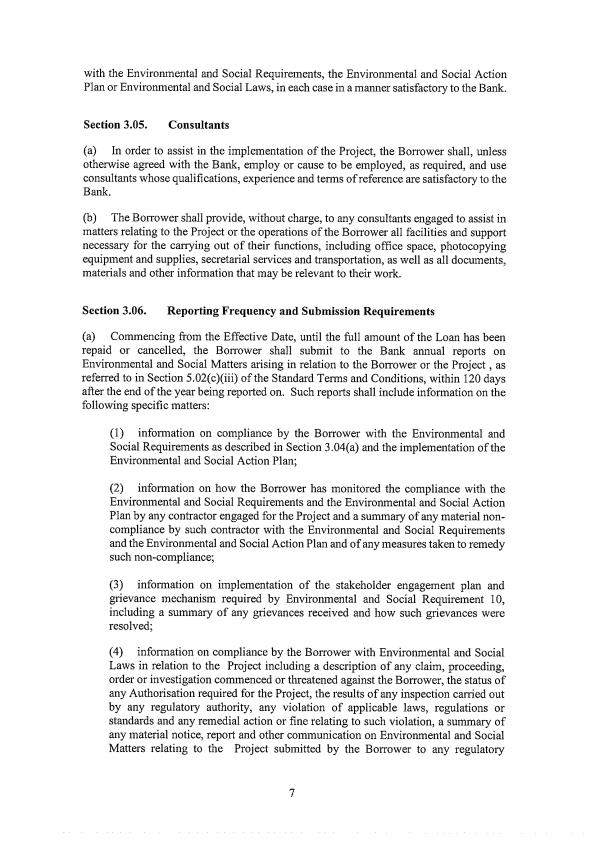 with the Environmental and Social Requirements, the Environmental and Social Action
Plan or Environmental and Social Laws, in each case in a manner satisfactory to the Bank.
Section 3.05. Consultants
(a) In order to assist in the implementation of the Project, the Borrower shall, unless
otherwise agreed with the Bank, employ or cause to be employed, as required, and use
consultants whose qualifications, experience and terms of reference are satisfactory to the
Bank.
(b) The Borrower shall provide, without charge, to any consultants engaged to assist in
matters relating to the Project or the operations of the Borrower all facilities and support
necessary for the carrying out of their functions, including office space, photocopying
equipment and supplies, secretarial services and transportation, as well as all documents,
materials and other information that may be relevant to their work.
Section 3.06. Reporting Frequency and Submission Requirements
(a) Commencing from the Effective Date, until the full amount of the Loan has been
repaid or cancelled, the Borrower shall submit to the Bank annual reports on
Environmental and Social Matters arising in relation to the Borrower or the Project , as
referred to in Section 5.02(c)(iii) of the Standard Terms and Conditions, within 120 days
after the end of the year being reported on. Such reports shall include information on the
following specific matters:
(1) information on compliance by the Borrower with the Environmental and
Social Requirements as described in Section 3.04(a) and the implementation of the
Environmental and Social Action Plan;
(2) information on how the Borrower has monitored the compliance with the
Environmental and Social Requirements and the Environmental and Social Action
Plan by any contractor engaged for the Project and a summary of any material non-
compliance by such contractor with the Environmental and Social Requirements
and the Environmental and Social Action Plan and of any measures taken to remedy
such non-compliance;
(3) information on implementation of the stakeholder engagement plan and
grievance mechanism required by Environmental and Social Requirement 10,
including a summary of any grievances received and how such grievances were
resolved;
(4) information on compliance by the Borrower with Environmental and Social
Laws in relation to the Project including a description of any claim, proceeding,
order or investigation commenced or threatened against the Borrower, the status of
any Authorisation required for the Project, the results of any inspection carried out
by any regulatory authority, any violation of applicable laws, regulations or
standards and any remedial action or fine relating to such violation, a summary of
any material notice, report and other communication on Environmental and Social
Matters relating to the Project submitted by the Borrower to any regulatory
7